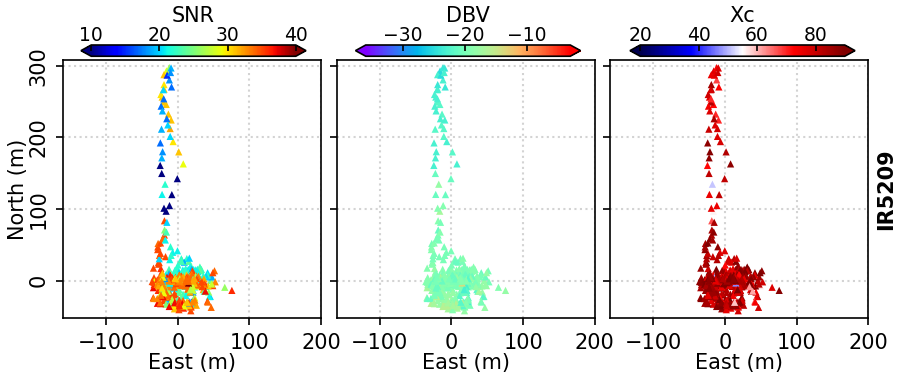 SNR DBV Xc
10 20 30 40 −30 −20 −10 20 40 60 80
300
200
100
0
North (m)
−100 0 100 200 −100 0 100 200 −100 0 100 200
East (m) East (m) East (m)
IR5209